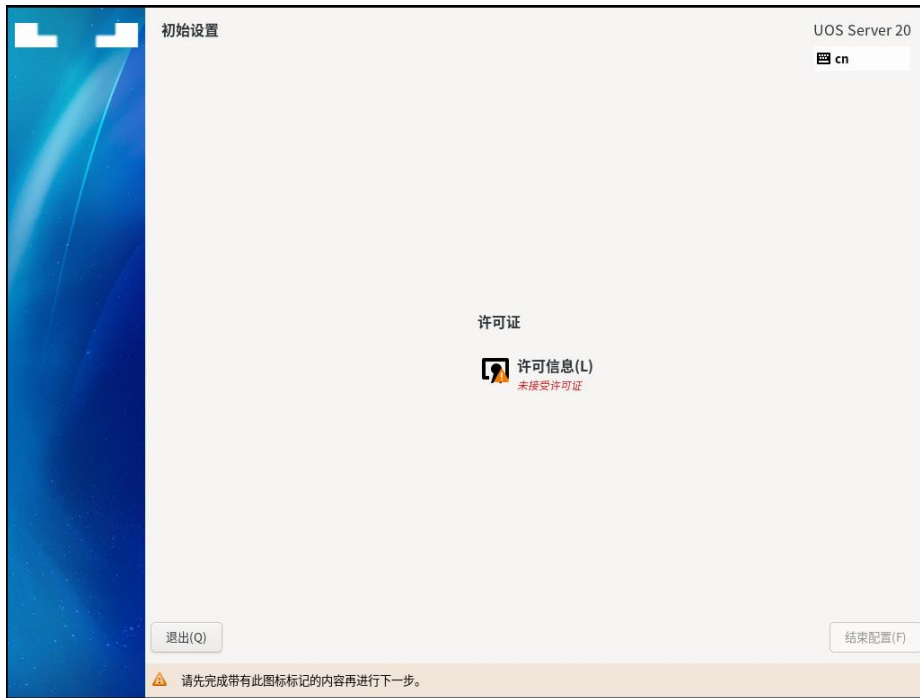 初始设置
UOS Server 20
cn
许可证
许可信息(L)
未接受许可证
退出(Q)
结束配置(F)
请先完成带有此图标标记的内容再进行下一步。